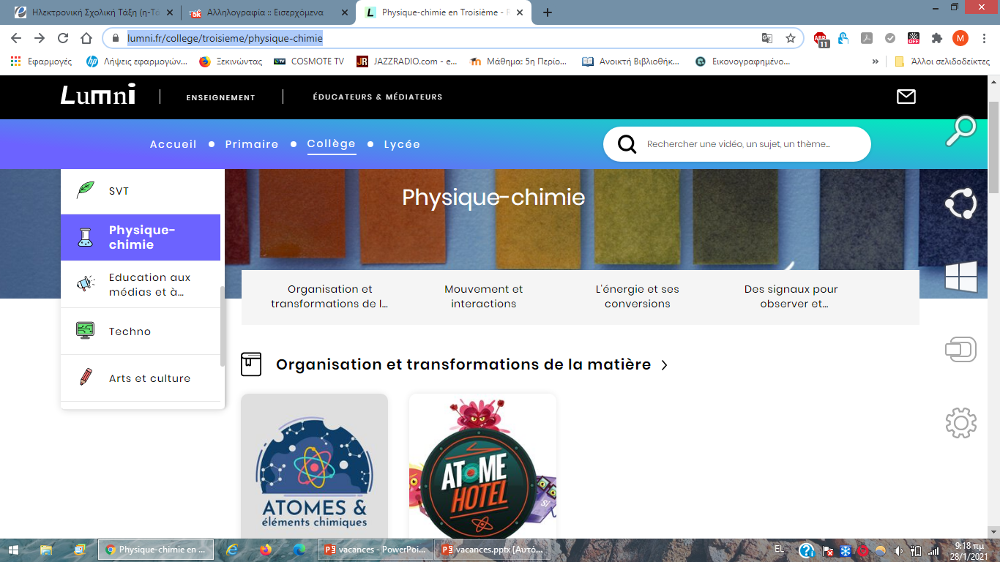 Ηλεκτρονική Σχολική Τάξη (η-Τά
Αλληλογραφία :: Εισερχόμενα
Physique-chimie en Troisième -
lumni.fr/college/troisieme/physique-chimie
ABP
11
OFF
M
Εφαρμογές
Λήψεις εφαρμογών...
Ξεκινώντας
COSMOTE TV
JAZZRADIO.com - e...
Μάθημα: 5η Περίο...
Ανοικτή Βιβλιοθήκ...
Εικονογραφημένο...
»
Άλλοι σελιδοδείκτες
Lumni
ENSEIGNEMENT
ÉDUCATEURS & MÉDIATEURS
Accueil
Primaire
Collège
Lycée
Rechercher une vidéo, un sujet, un thème...
SVT
Physique-
chimie
Education aux
médias et à...
Techno
Arts et culture
Physique-chimie
Organisation et
transformations de l...
Mouvement et
interactions
L'énergie et ses
conversions
Des signaux pour
observer et...
Organisation et transformations de la matière
ATOMES &
éléments chimiques
ATOME
HOTEL
SI
Physique-chimie en ...
vacances - PowerPoi...
vacances.pptx [Αυτό...
EL
9:18 πμ
28/1/2021